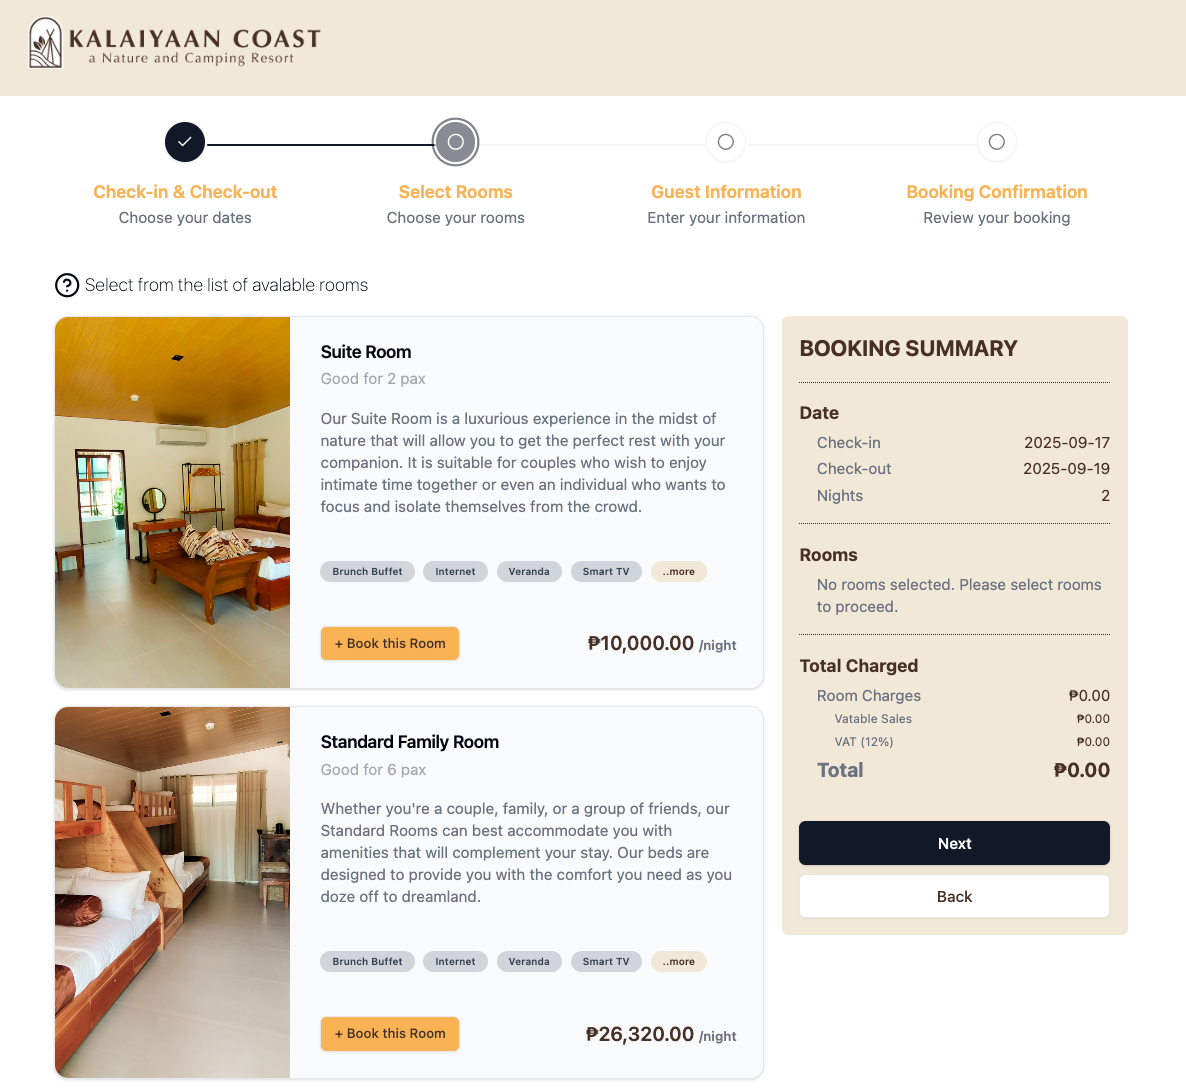 KALAIYAAN COAST
a Nature and Camping Resort
Check-in & Check-out
Choose your dates
Select Rooms
Choose your rooms
Guest Information
Enter your information
Booking Confirmation
Review your booking
Select from the list of avalable rooms
Suite Room
Good for 2 pax
Our Suite Room is a luxurious experience in the midst of
nature that will allow you to get the perfect rest with your
companion. It is suitable for couples who wish to enjoy
intimate time together or even an individual who wants to
focus and isolate themselves from the crowd.
Brunch Buffet Internet Veranda Smart TV ..more
+ Book this Room ₱10,000.00 /night
Standard Family Room
Good for 6 pax
Whether you're a couple, family, or a group of friends, our
Standard Rooms can best accommodate you with
amenities that will complement your stay. Our beds are
designed to provide you with the comfort you need as you
doze off to dreamland.
Brunch Buffet Internet Veranda Smart TV ..more
+ Book this Room ₱26,320.00 /night
BOOKING SUMMARY
Date
Check-in 2025-09-17
Check-out 2025-09-19
Nights 2
Rooms
No rooms selected. Please select rooms
to proceed.
Total Charged
Room Charges ₱0.00
Vatable Sales ₱0.00
VAT (12%) ₱0.00
Total ₱0.00
Next
Back